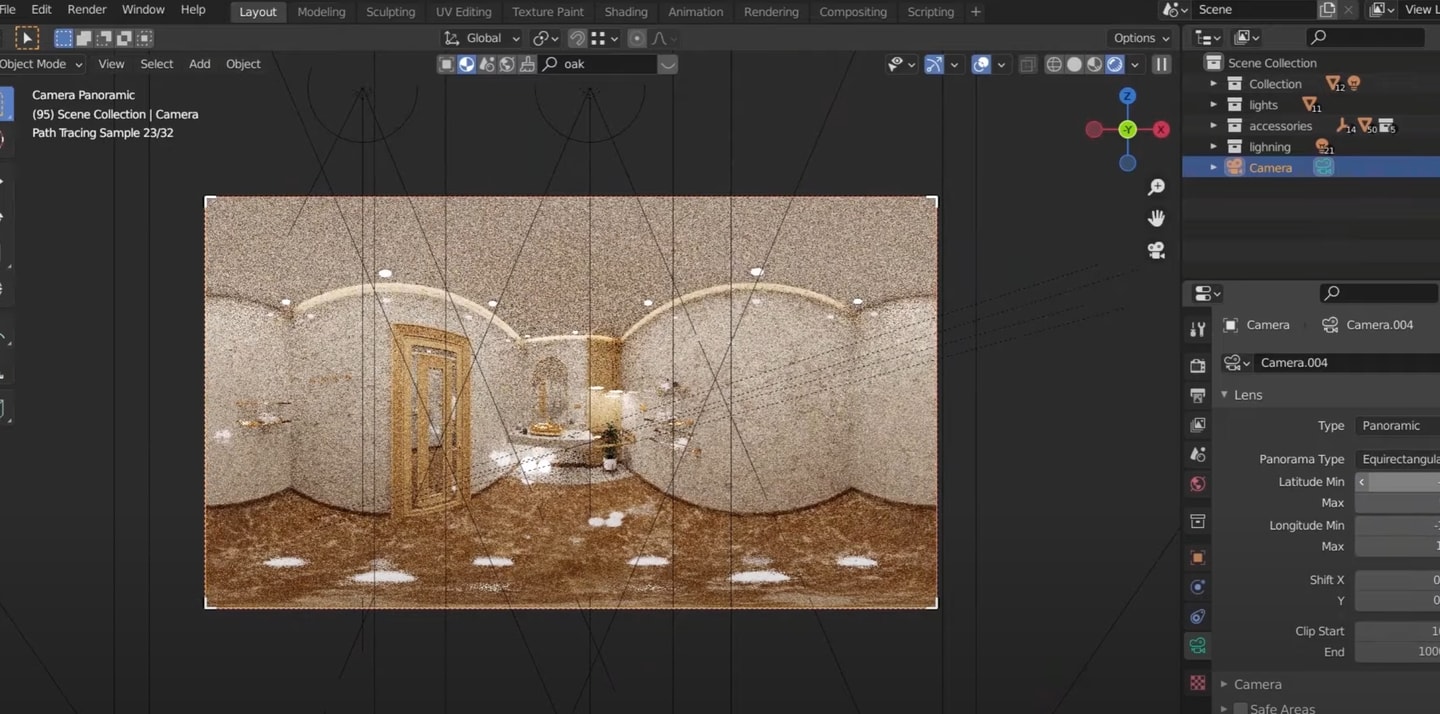 File Edit Render Window Help Layout Modeling Sculpting UV Editing Texture Paint Shading Animation Rendering Compositing Scripting + Scene View L
Global Options
Object Mode View Select Add Object oak
Camera Panoramic
(95) Scene Collection | Camera
Path Tracing Sample 23/32
Z
-Y X
Scene Collection
Collection 12
lights 11
accessories 14 50 5
lighning 21
Camera
Camera Camera.004
Camera.004
Lens
Type Panoramic
Panorama Type Equirectangula
Latitude Min
Max
Longitude Min
Max
Shift X 0
Y 0
Clip Start 10
End 1000
Camera
Safe Areas